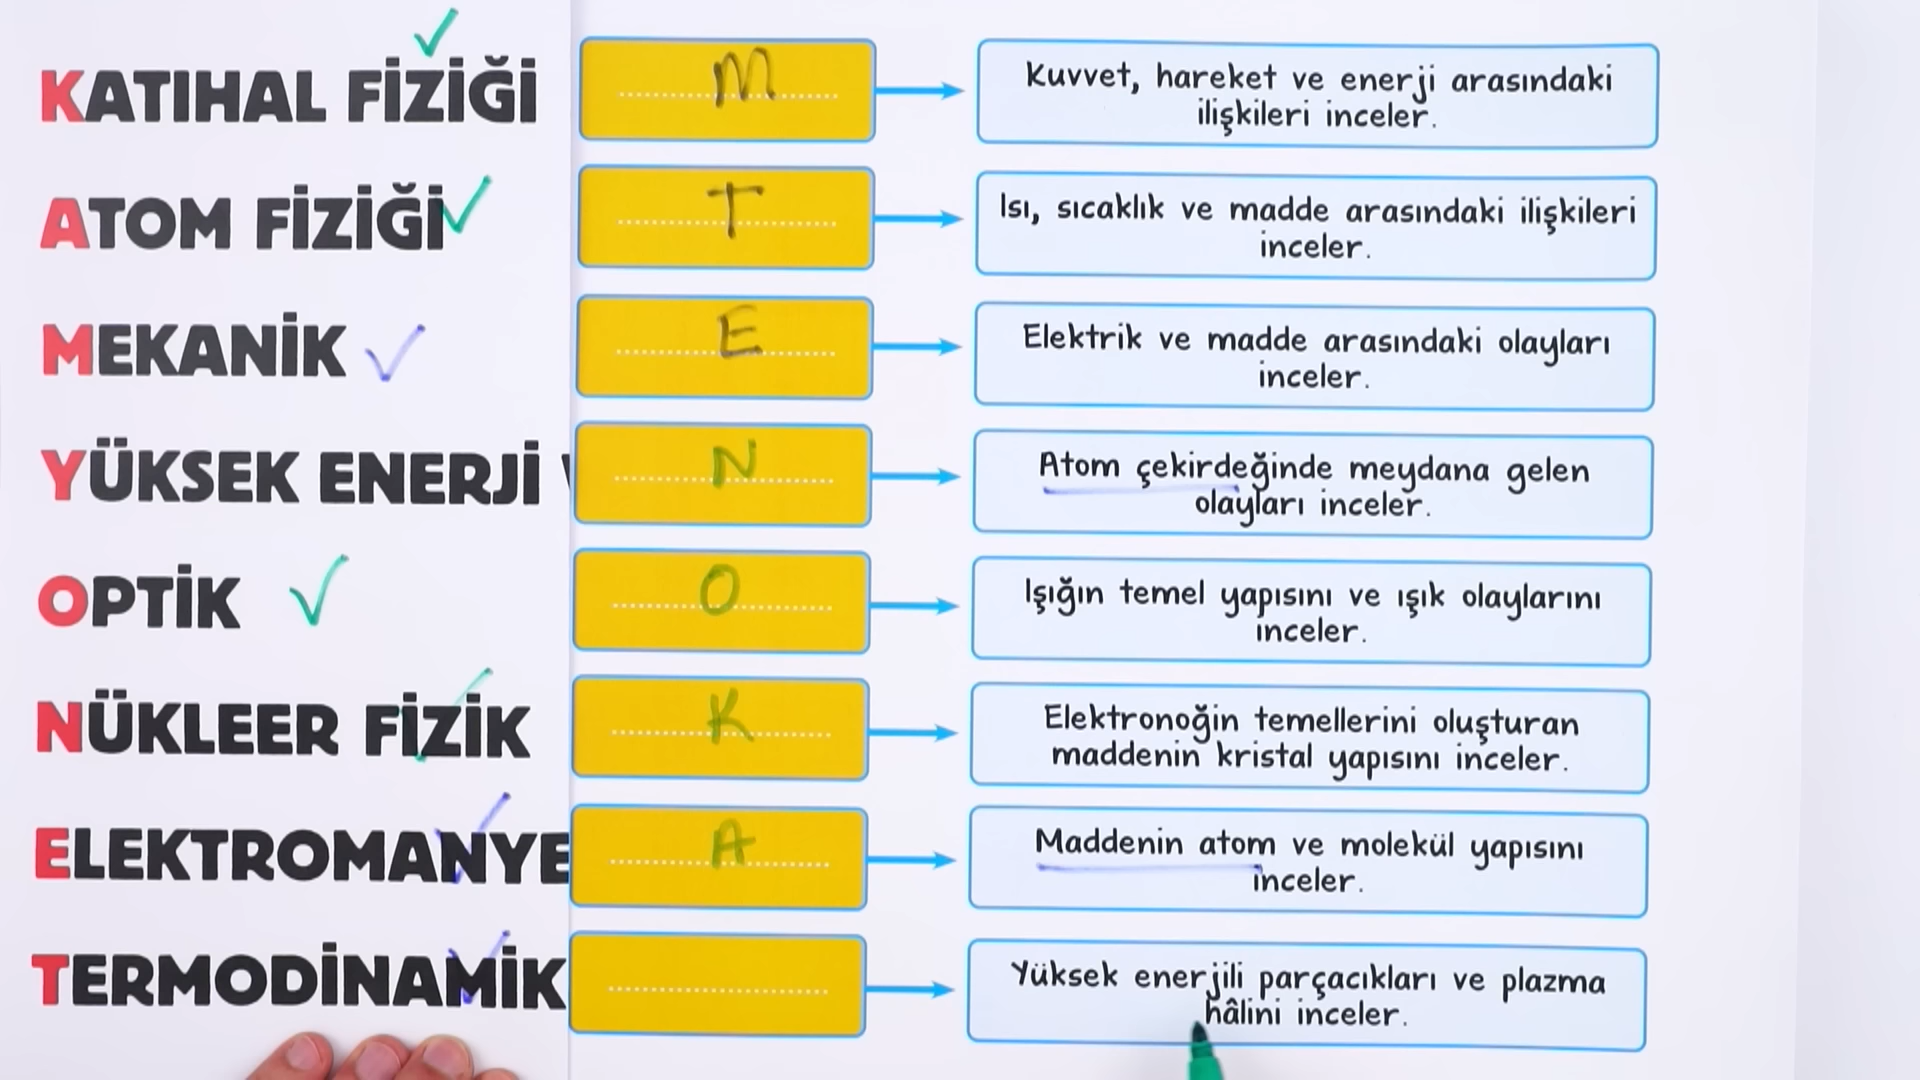 KATIHAL FİZİĞİ
ATOM FİZİĞİ
MEKANİK
YÜKSEK ENERJİ
OPTİK
NÜKLEER FİZİK
ELEKTROMANYE
TERMODİNAMİK
M
Kuvvet, hareket ve enerji arasındaki
ilişkileri inceler.
T
Isı, sıcaklık ve madde arasındaki ilişkileri
inceler.
E
Elektrik ve madde arasındaki olayları
inceler.
N
Atom çekirdeğinde meydana gelen
olayları inceler.
O
Işığın temel yapısını ve ışık olaylarını
inceler.
K
Elektronoğin temellerini oluşturan
maddenin kristal yapısını inceler.
A
Maddenin atom ve molekül yapısını
inceler.
Yüksek enerjili parçacıkları ve plazma
hâlini inceler.